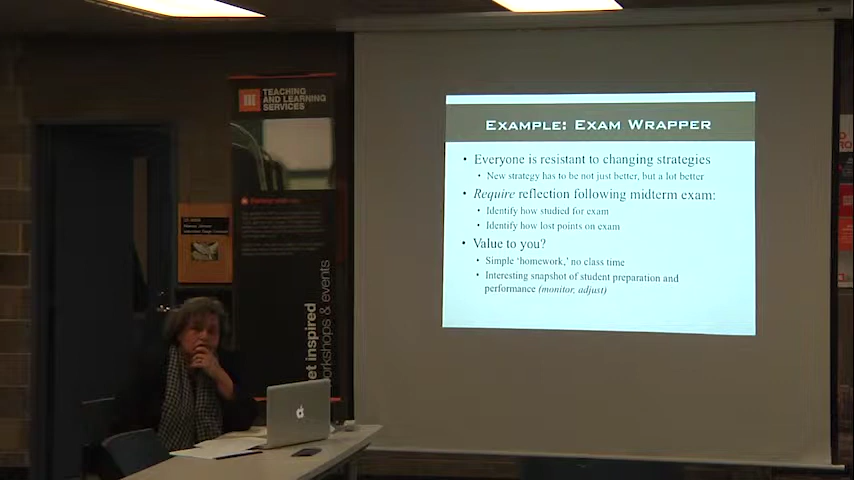 TEACHING
AND LEARNING
SERVICES
et inspired
orkshops & events
EXAMPLE: EXAM WRAPPER
• Everyone is resistant to changing strategies
• New strategy has to be not just better, but a lot better
• Require reflection following midterm exam:
• Identify how studied for exam
• Identify how lost points on exam
• Value to you?
• Simple ‘homework,’ no class time
• Interesting snapshot of student preparation and
performance (monitor, adjust)